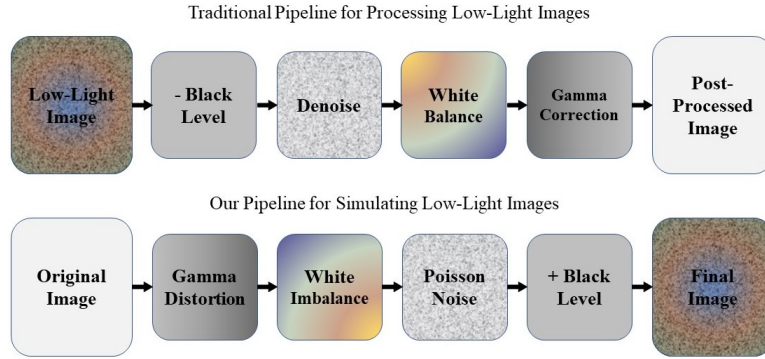 Traditional Pipeline for Processing Low-Light Images
Low-Light
Image
- Black
Level
Denoise
White
Balance
Gamma
Correction
Post-
Processed
Image
Our Pipeline for Simulating Low-Light Images
Original
Image
Gamma
Distortion
White
Imbalance
Poisson
Noise
+ Black
Level
Final
Image